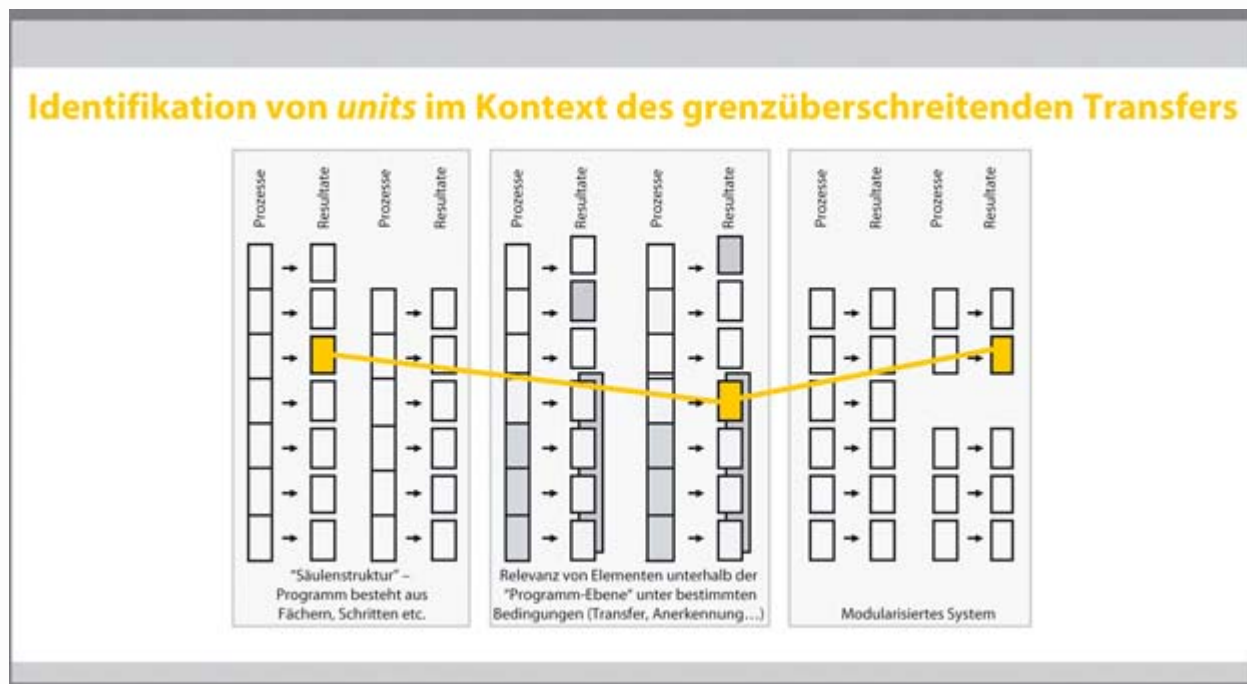 Identifikation von units im Kontext des grenzüberschreitenden Transfers
Prozesse
Resultate
Prozesse
Resultate
Prozesse
Resultate
Prozesse
Resultate
Prozesse
Resultate
Prozesse
Resultate
"Säulenstruktur" –
Programm besteht aus
Fächern, Schritten etc.
Relevanz von Elementen unterhalb der
"Programm-Ebene" unter bestimmten
Bedingungen (Transfer, Anerkennung…)
Modularisiertes System